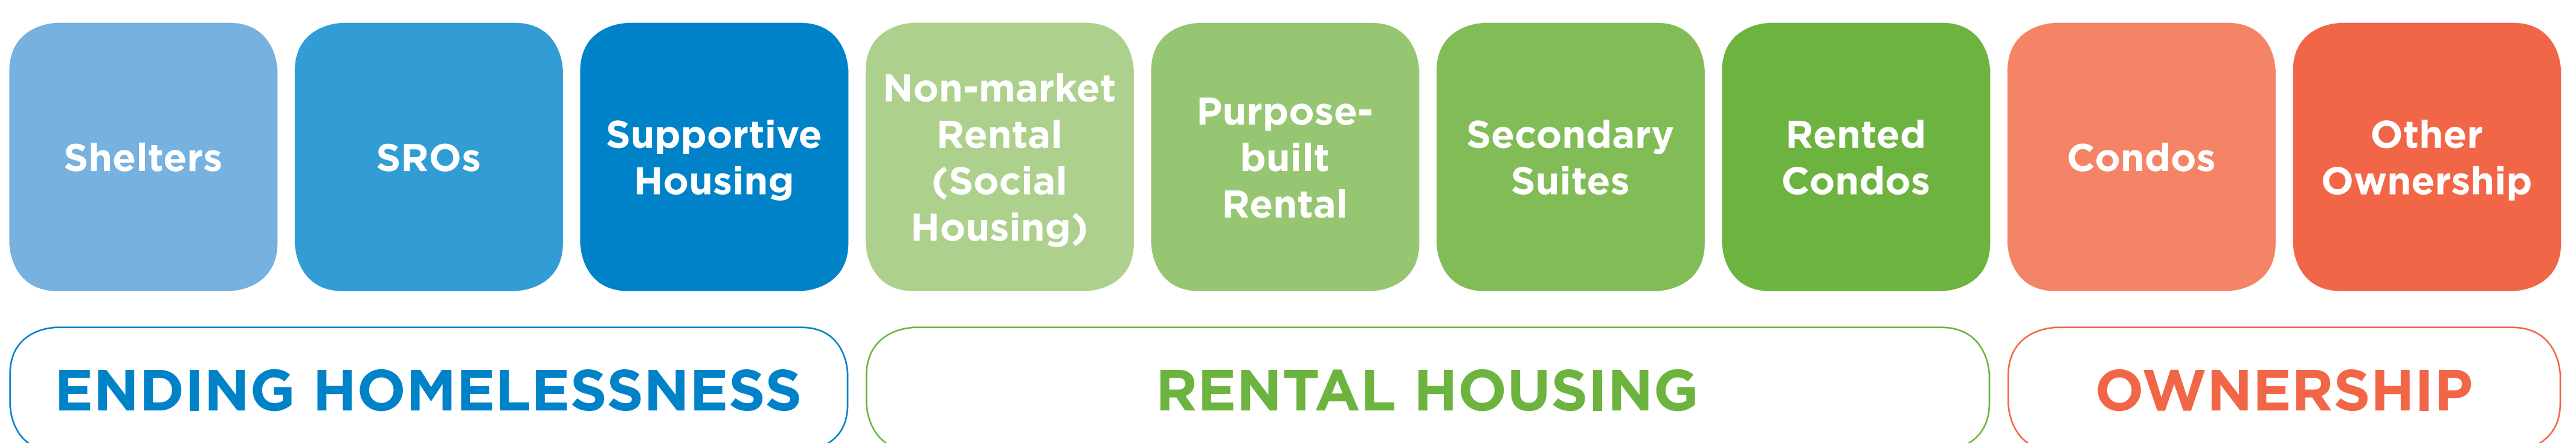 Shelters
SROs
Supportive
Housing
Non-market
Rental
(Social
Housing)
Purpose-
built
Rental
Secondary
Suites
Rented
Condos
Condos
Other
Ownership
ENDING HOMELESSNESS
RENTAL HOUSING
OWNERSHIP